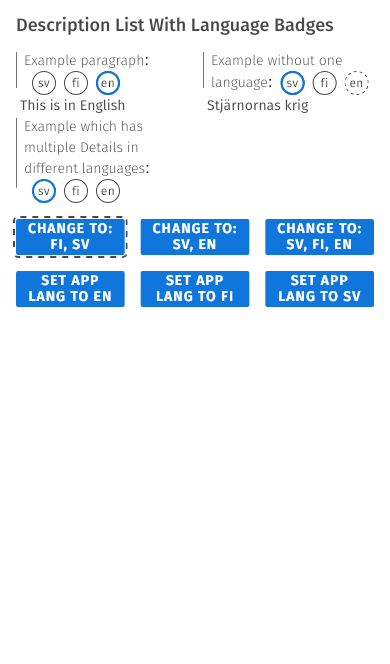 Description List With Language Badges
Example paragraph:
sv fi en
This is in English
Example without one
language: sv fi en
Stjärnornas krig
Example which has
multiple Details in
different languages:
sv fi en
CHANGE TO:
FI, SV
CHANGE TO:
SV, EN
CHANGE TO:
SV, FI, EN
SET APP
LANG TO EN
SET APP
LANG TO FI
SET APP
LANG TO SV